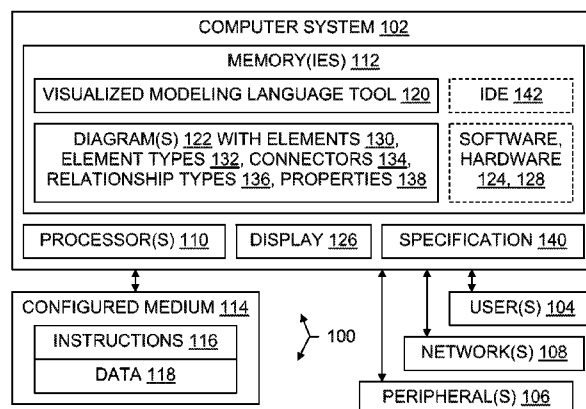 COMPUTER SYSTEM 102
MEMORY(IES) 112
VISUALIZED MODELING LANGUAGE TOOL 120
IDE 142
DIAGRAM(S) 122 WITH ELEMENTS 130,
ELEMENT TYPES 132, CONNECTORS 134,
RELATIONSHIP TYPES 136, PROPERTIES 138
SOFTWARE,
HARDWARE
124, 128
PROCESSOR(S) 110
DISPLAY 126
SPECIFICATION 140
CONFIGURED MEDIUM 114
INSTRUCTIONS 116
DATA 118
100
USER(S) 104
NETWORK(S) 108
PERIPHERAL(S) 106